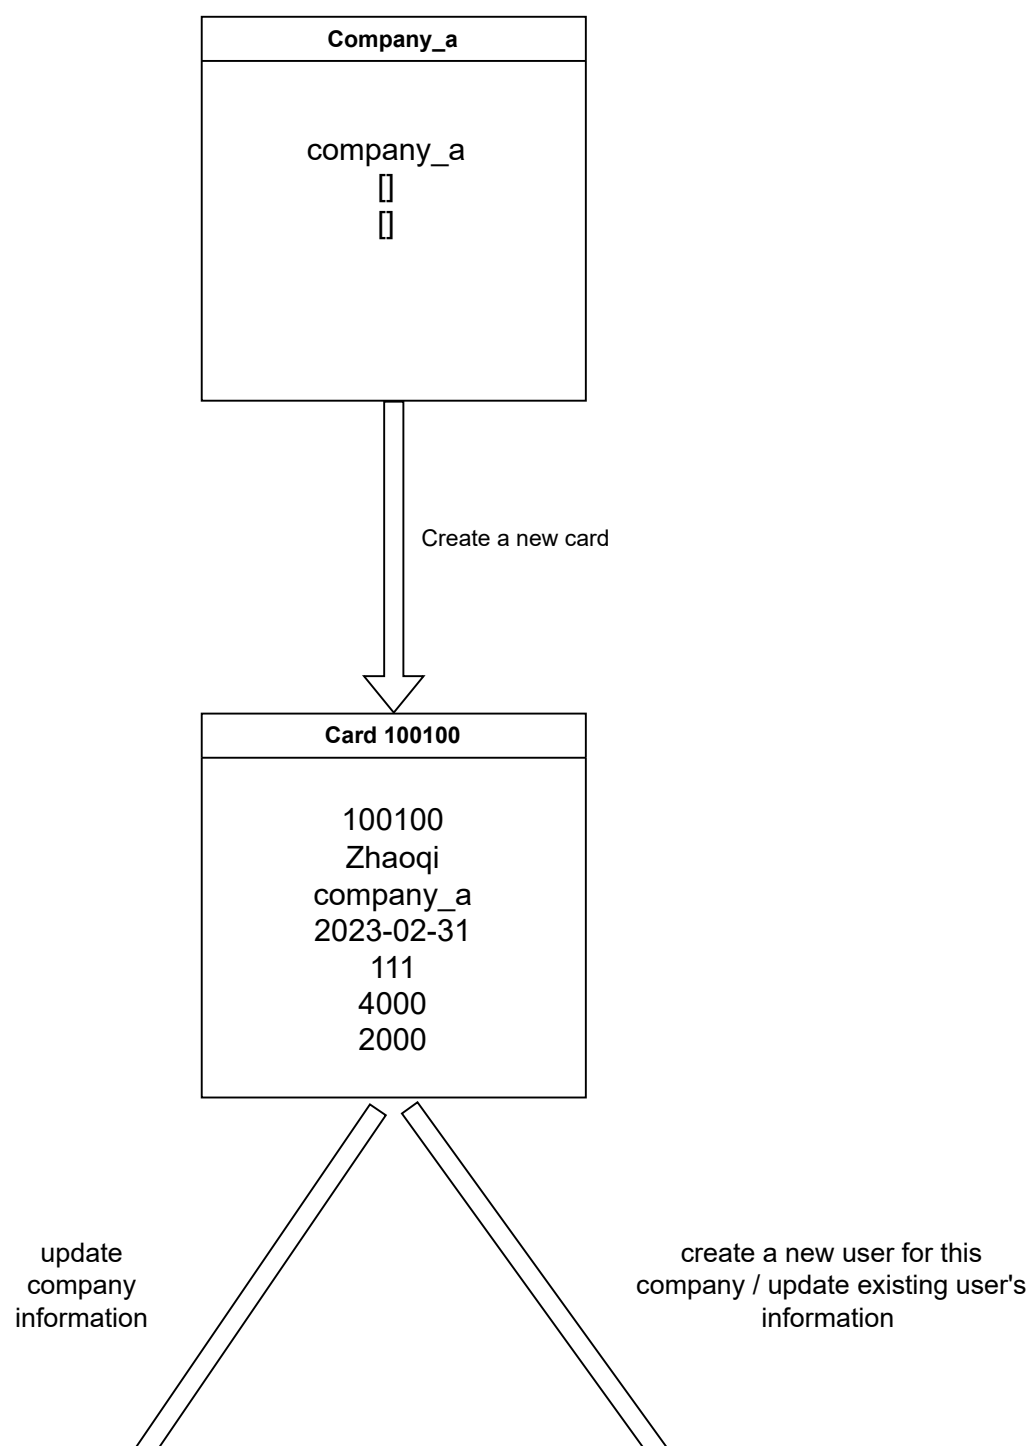 Company_a
company_a
[]
[]
Create a new card
Card 100100
100100
Zhaoqi
company_a
2023-02-31
111
4000
2000
update
company
information
create a new user for this
company / update existing user's
information